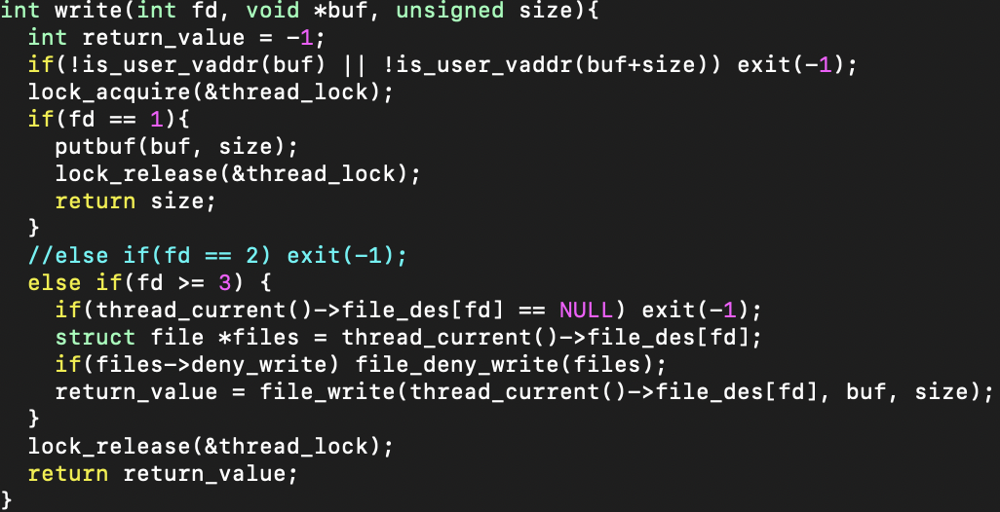 int write(int fd, void *buf, unsigned size){
  int return_value = -1;
  if(!is_user_vaddr(buf) || !is_user_vaddr(buf+size)) exit(-1);
  lock_acquire(&thread_lock);
  if(fd == 1){
    putbuf(buf, size);
    lock_release(&thread_lock);
    return size;
  }
  //else if(fd == 2) exit(-1);
  else if(fd >= 3) {
    if(thread_current()->file_des[fd] == NULL) exit(-1);
    struct file *files = thread_current()->file_des[fd];
    if(files->deny_write) file_deny_write(files);
    return_value = file_write(thread_current()->file_des[fd], buf, size);
  }
  lock_release(&thread_lock);
  return return_value;
}